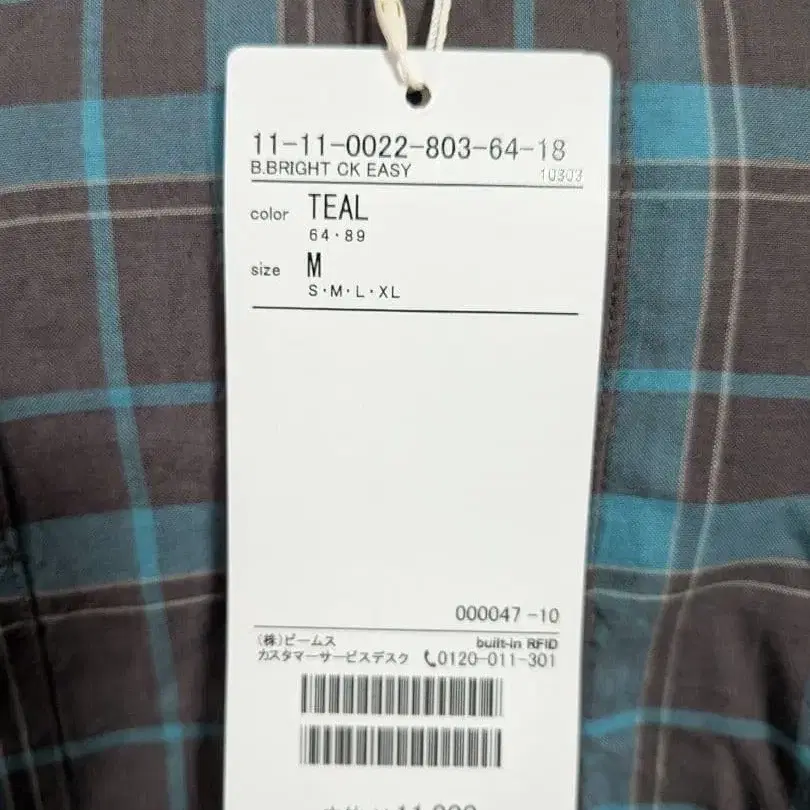 11-11-0022-803-64-18
B.BRIGHT CK EASY 10303
color TEAL
64・89
size M
S・M・L・XL
000047 -10
(株)ビームス built-in RFID
カスタマーサービスデスク 0120-011-301